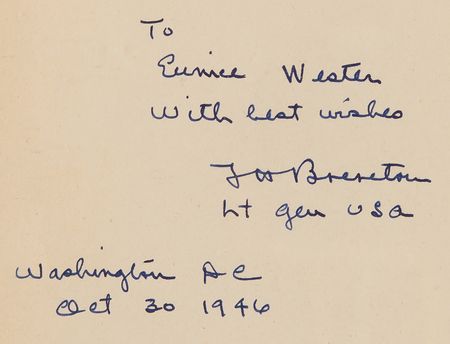 To
Eunice Wester
With best wishes
L H Brereton
Lt Gen USA
Washington DC
Oct 30 1946